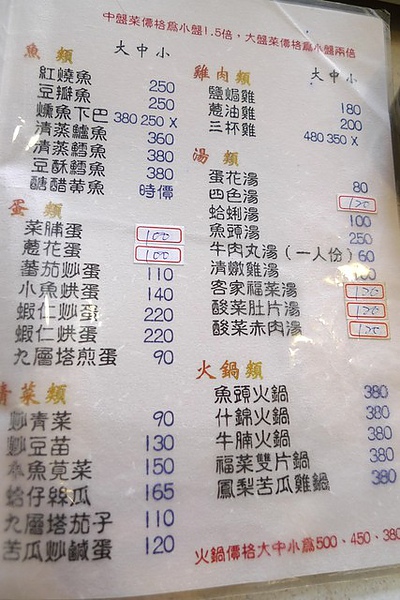 中盤菜價格為小盤1.5倍，大盤菜價格為小盤兩倍
魚 類 大中小
紅燒魚 250
豆瓣魚 250
燻魚下巴 380 250 X
清蒸鱸魚 360
清蒸鱈魚 380
豆酥鱈魚 380
糖醋黃魚 時價
蛋 類
菜脯蛋 100
蔥花蛋 100
蕃茄炒蛋 110
小魚烘蛋 140
蝦仁炒蛋 220
蝦仁烘蛋 220
九層塔煎蛋 90
青菜類
炒青菜 90
炒豆苗 130
魚莧菜 150
蛤仔絲瓜 165
九層塔茄子 110
苦瓜炒鹹蛋 120
雞肉類 大中小
鹽焗雞 180
蔥油雞 200
三杯雞 480 350 X
湯 類
蛋花湯 80
四色湯 120
蛤蜊湯 100
魚頭湯 250
牛肉丸湯（一人份）60
清燉雞湯
客家福菜湯 120
酸菜肚片湯 120
酸菜赤肉湯 120
火鍋類
魚頭火鍋 380
什錦火鍋 380
牛腩火鍋 380
福菜雙片鍋 380
鳳梨苦瓜雞鍋 380
火鍋價格大中小為500、450、380